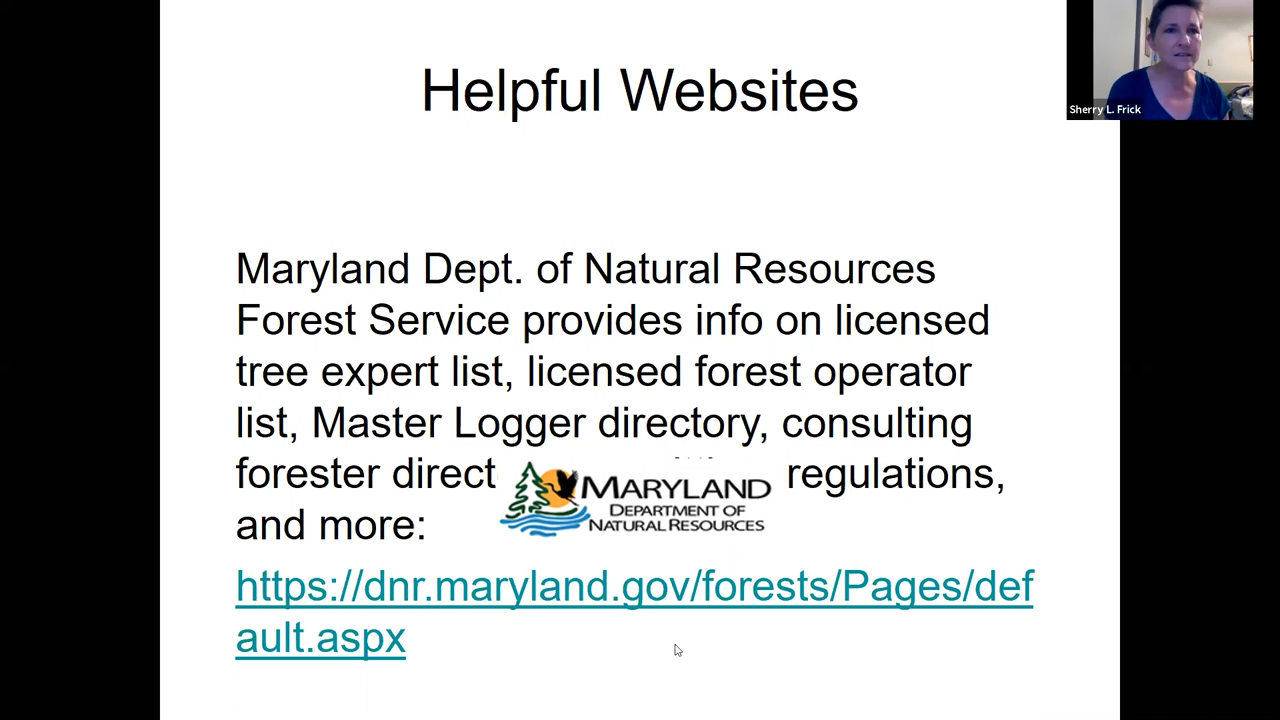 Helpful Websites
Sherry L. Frick
Maryland Dept. of Natural Resources
Forest Service provides info on licensed
tree expert list, licensed forest operator
list, Master Logger directory, consulting
forester regulations,
and more:
MARYLAND
DEPARTMENT OF
NATURAL RESOURCES
https://dnr.maryland.gov/forests/Pages/def
ault.aspx